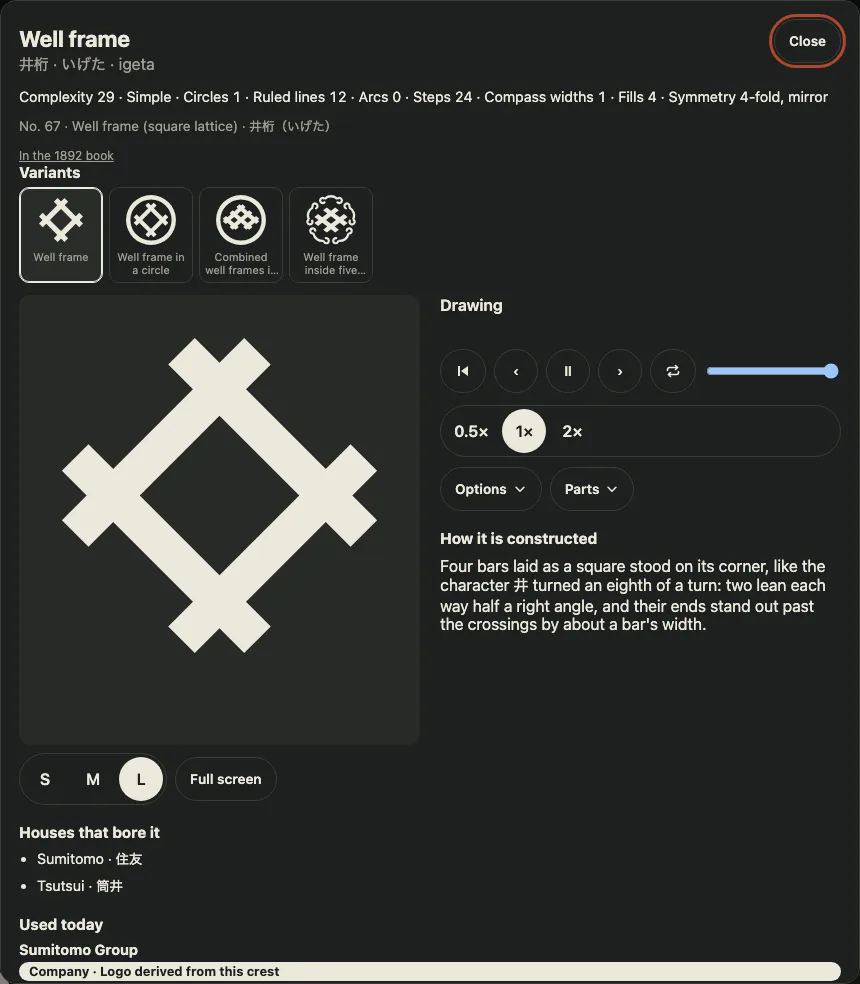 Well frame
Close
井桁 · いげた · igeta
Complexity 29 · Simple · Circles 1 · Ruled lines 12 · Arcs 0 · Steps 24 · Compass widths 1 · Fills 4 · Symmetry 4-fold, mirror
No. 67 · Well frame (square lattice) · 井桁（いげた）
In the 1892 book
Variants
Well frame
Well frame in
a circle
Combined
well frames i...
Well frame
inside five...
Drawing
0.5×
1×
2×
Options
Parts
How it is constructed
Four bars laid as a square stood on its corner, like the
character 井 turned an eighth of a turn: two lean each
way half a right angle, and their ends stand out past
the crossings by about a bar's width.
S
M
L
Full screen
Houses that bore it
• Sumitomo · 住友
• Tsutsui · 筒井
Used today
Sumitomo Group
Company · Logo derived from this crest